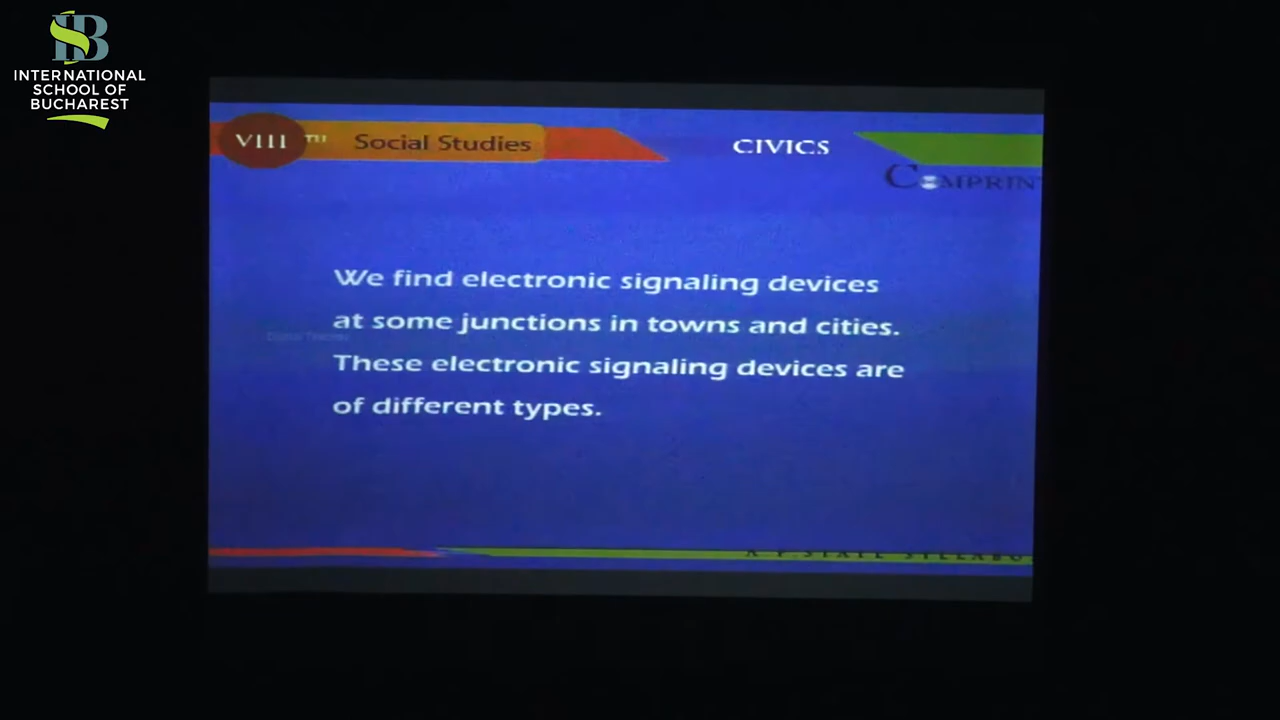 INTERNATIONAL
SCHOOL OF
BUCHAREST
VIII TH Social Studies
CIVICS
We find electronic signaling devices
at some junctions in towns and cities.
These electronic signaling devices are
of different types.